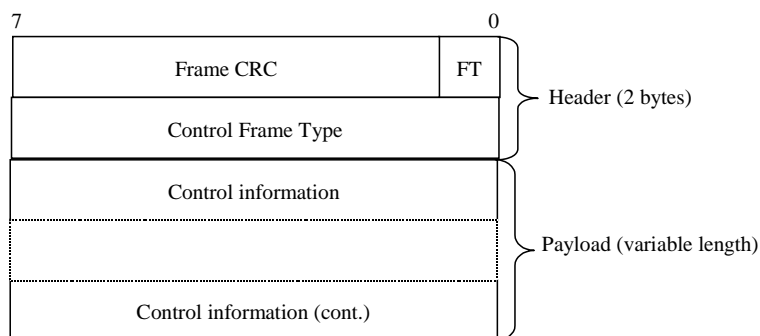 7 0
Frame CRC FT
Header (2 bytes)
Control Frame Type
Control information
Payload (variable length)
Control information (cont.)